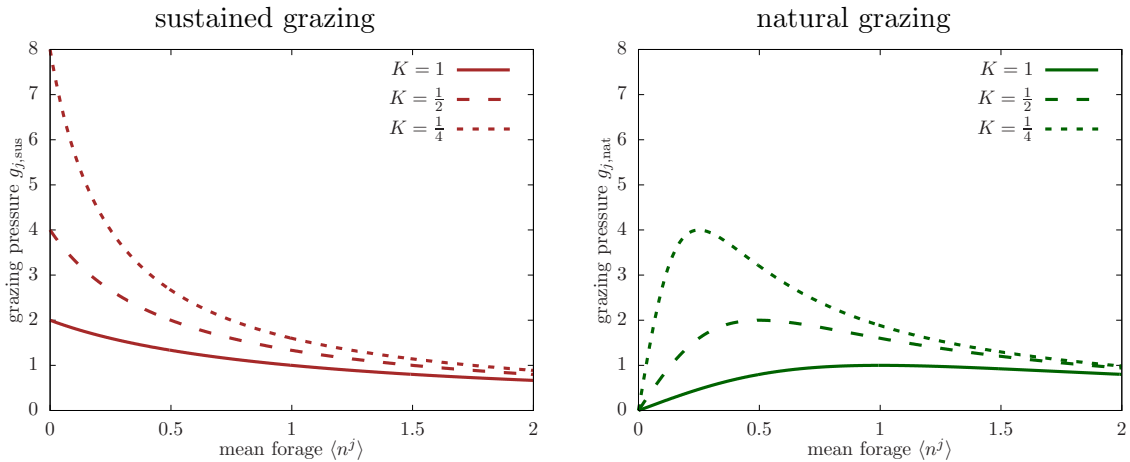 sustained grazing
grazing pressure g_{j,sus}
8
7
6
5
4
3
2
1
0
K = 1
K = 1/2
K = 1/4
0 0.5 1 1.5 2
mean forage ⟨n^j⟩
natural grazing
grazing pressure g_{j,nat}
8
7
6
5
4
3
2
1
0
K = 1
K = 1/2
K = 1/4
0 0.5 1 1.5 2
mean forage ⟨n^j⟩